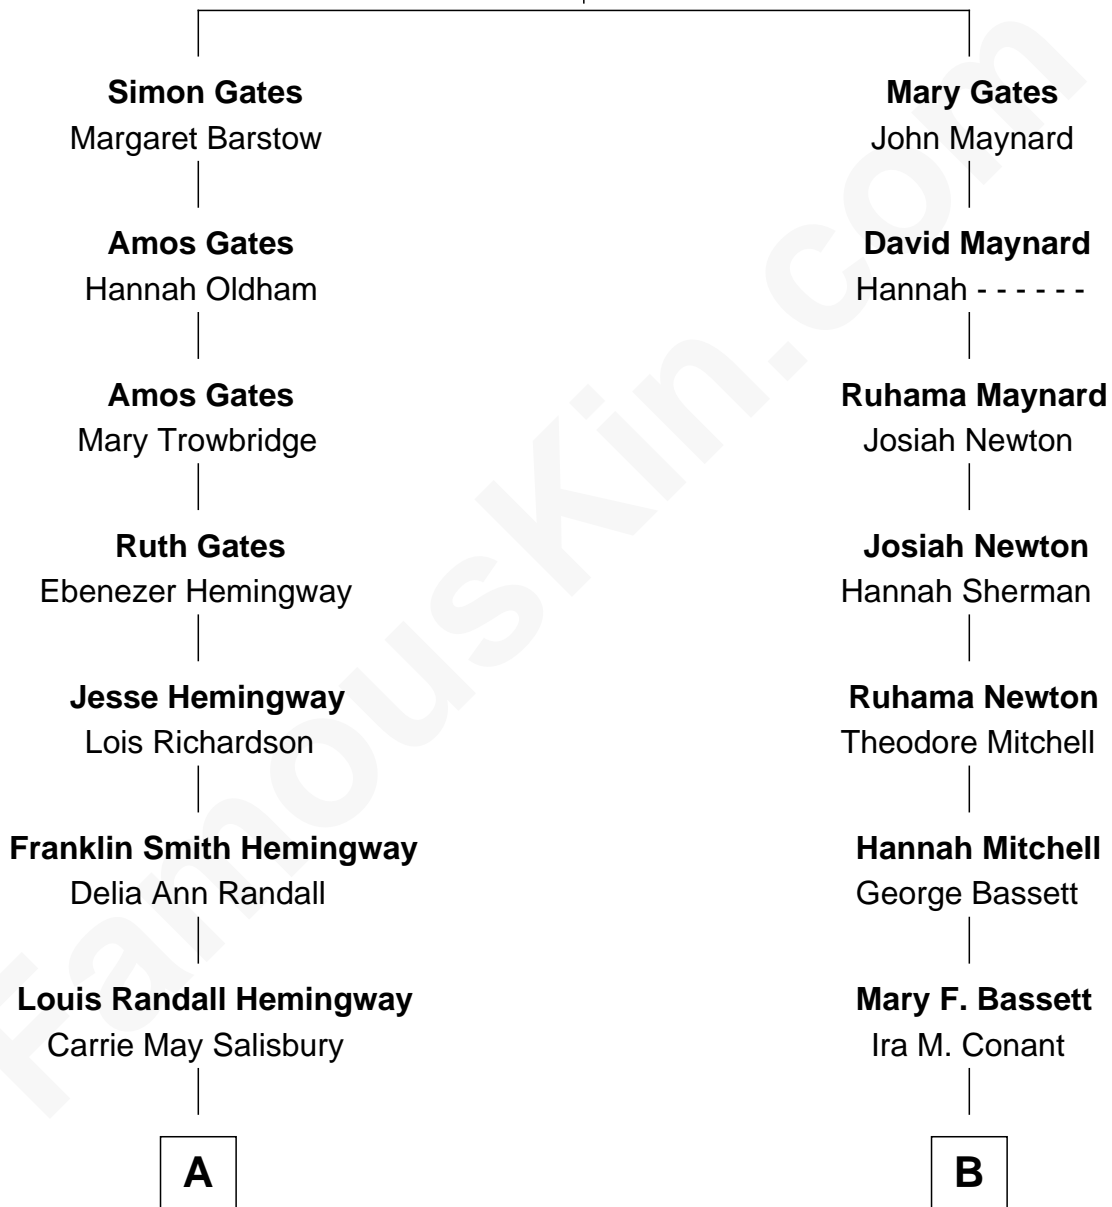 Simon Gates
Margaret Barstow
Amos Gates
Hannah Oldham
Amos Gates
Mary Trowbridge
Ruth Gates
Ebenezer Hemingway
Jesse Hemingway
Lois Richardson
Franklin Smith Hemingway
Delia Ann Randall
Louis Randall Hemingway
Carrie May Salisbury
A
Mary Gates
John Maynard
David Maynard
Hannah - - - - - -
Ruhama Maynard
Josiah Newton
Josiah Newton
Hannah Sherman
Ruhama Newton
Theodore Mitchell
Hannah Mitchell
George Bassett
Mary F. Bassett
Ira M. Conant
B
FamousKin.com